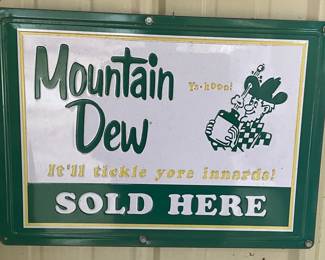 Mountain
Dew
Ya-hooo!
It'll tickle yore innards!
SOLD HERE